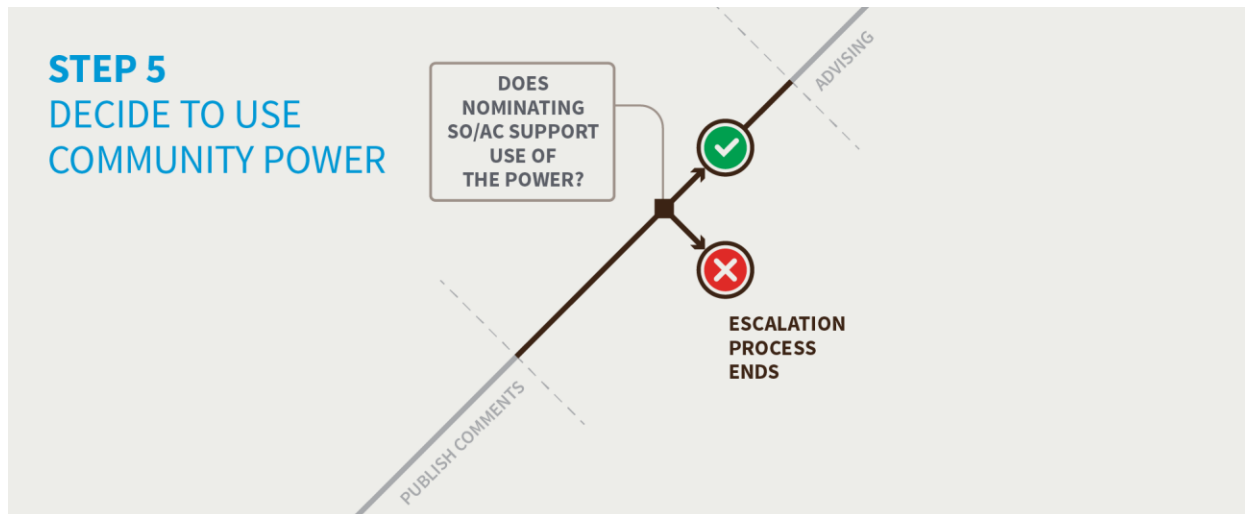 STEP 5
DECIDE TO USE
COMMUNITY POWER
DOES
NOMINATING
SO/AC SUPPORT
USE OF
THE POWER?
ADVISING
ESCALATION
PROCESS
ENDS
PUBLISH COMMENTS